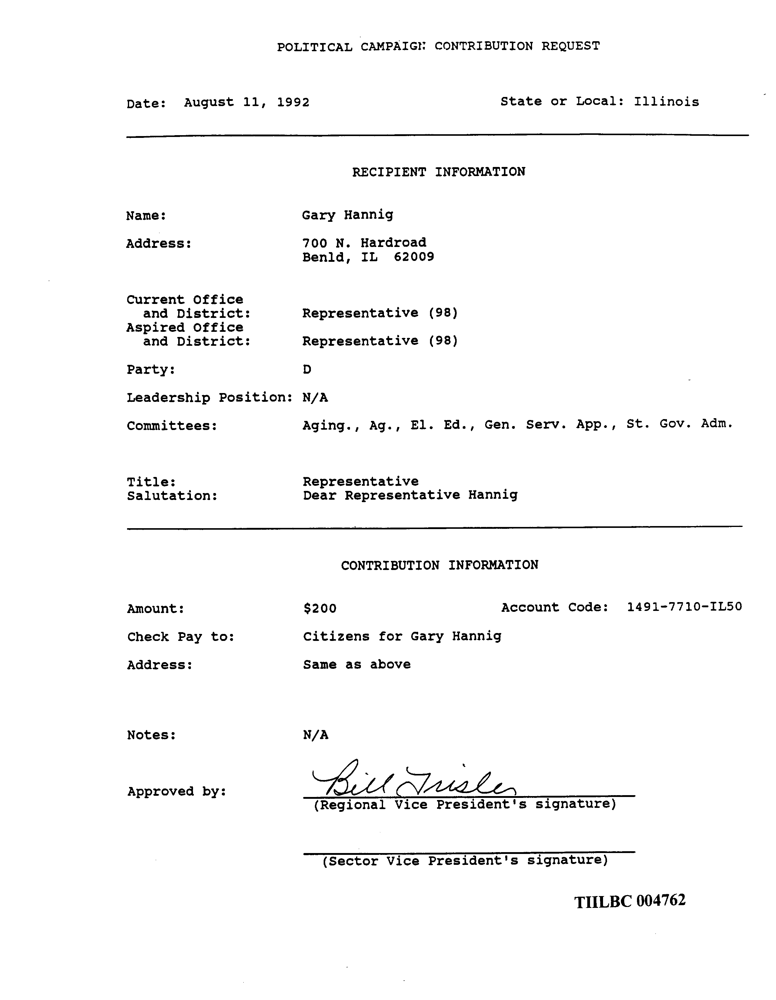 POLITICAL CAMPAIGN CONTRIBUTION REQUEST
Date: August 11, 1992 State or Local: Illinois
RECIPIENT INFORMATION
Name: Gary Hannig
Address: 700 N. Hardroad
Benld, IL 62009
Current Office
and District: Representative (98)
Aspired Office
and District: Representative (98)
Party: D
Leadership Position: N/A
Committees: Aging., Ag., El. Ed., Gen. Serv. App., St. Gov. Adm.
Title: Representative
Salutation: Dear Representative Hannig
CONTRIBUTION INFORMATION
Amount: $200 Account Code: 1491-7710-IL50
Check Pay to: Citizens for Gary Hannig
Address: Same as above
Notes: N/A
Approved by: Bill Trisler
(Regional Vice President's signature)
(Sector Vice President's signature)
TIILBC 004762